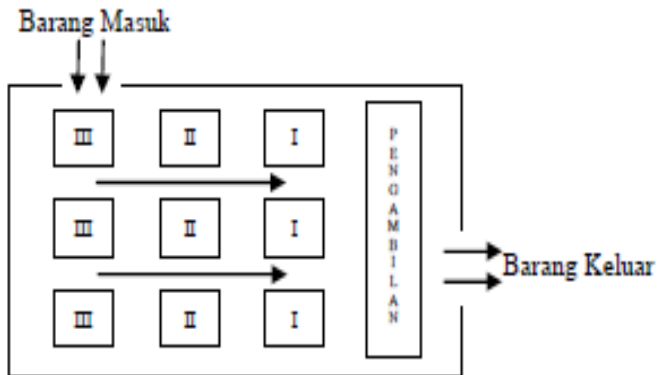 Barang Masuk
III II I
III II I
III II I
PENGAMBILAN
Barang Keluar